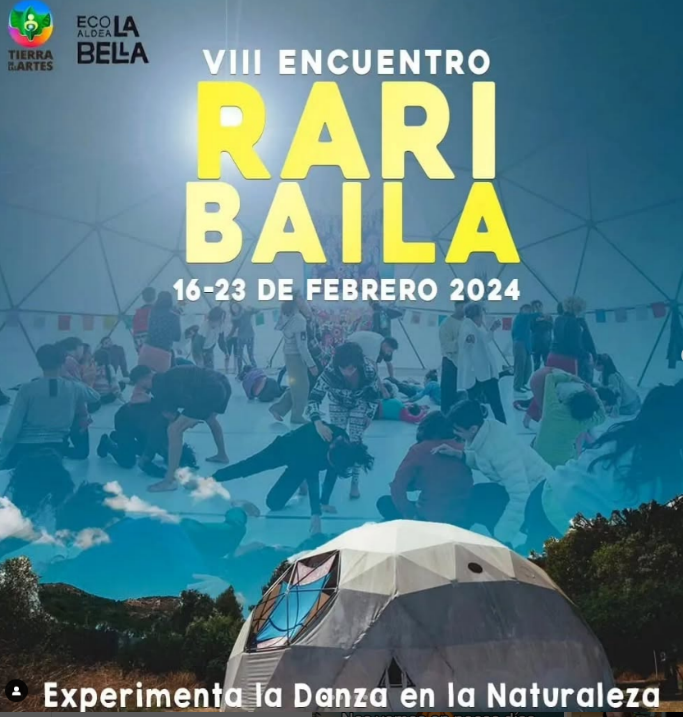 TIERRA
DE LAS ARTES
ECO LA
ALDEA
BELLA
VIII ENCUENTRO
RARI
BAILA
16-23 DE FEBRERO 2024
Experimenta la Danza en la Naturaleza